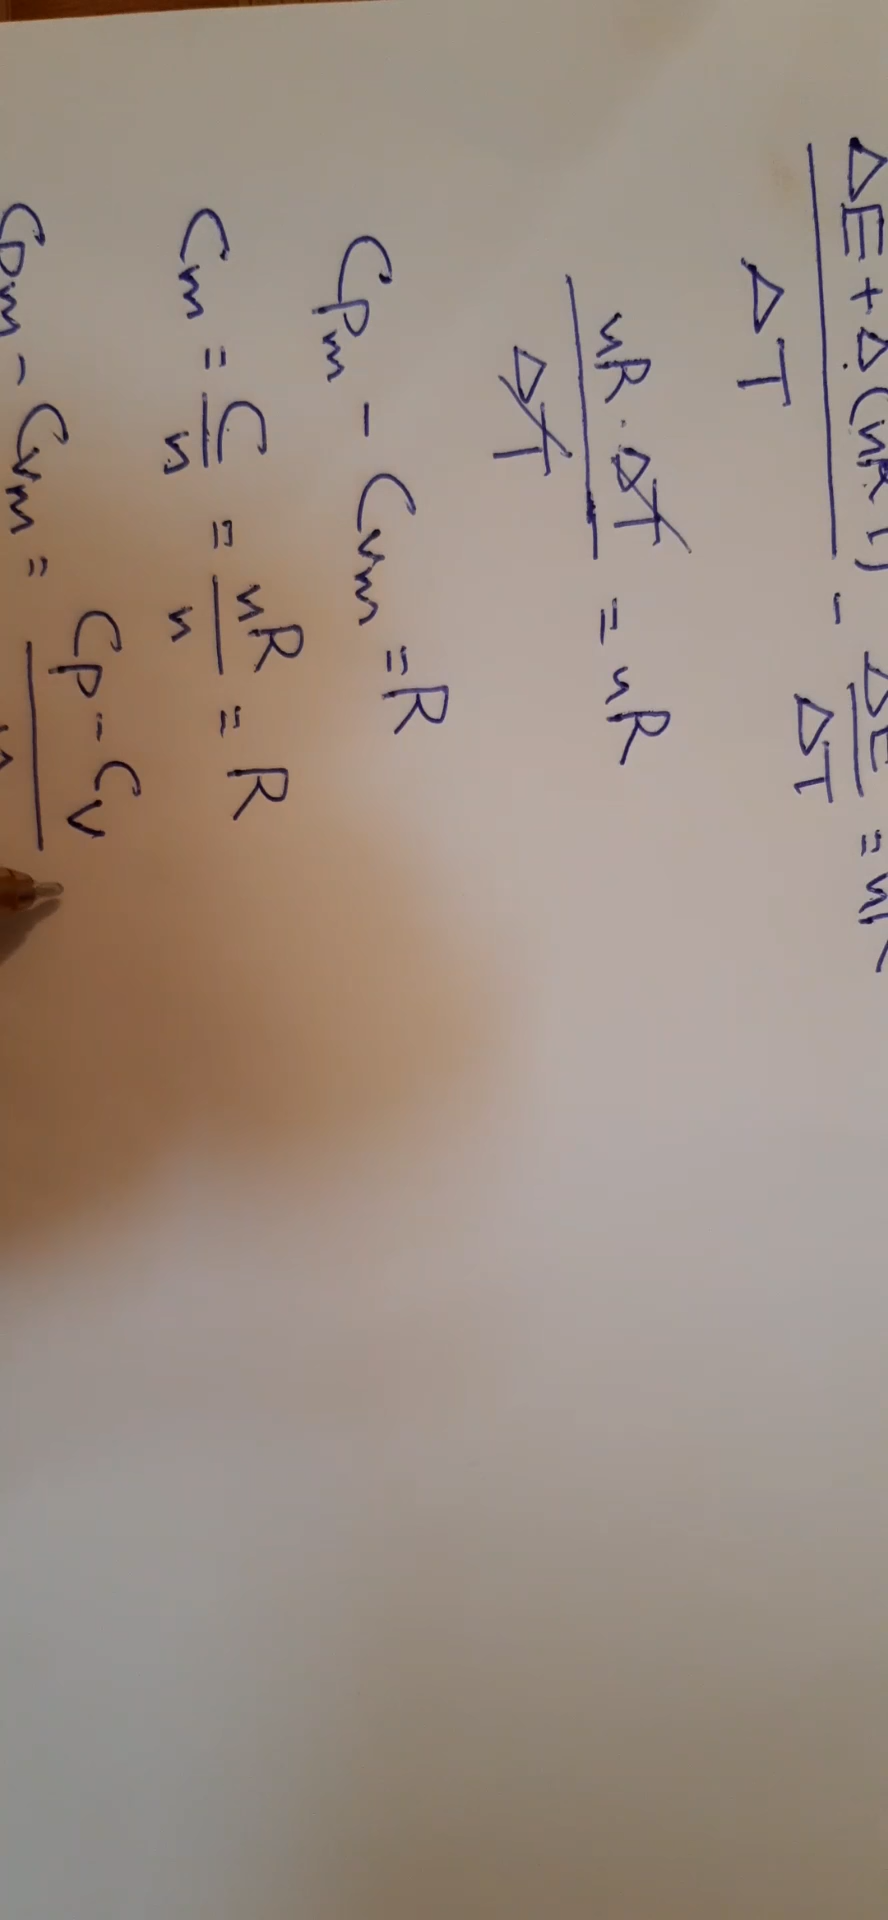 (ΔE + Δ(nRT))/ΔT - ΔE/ΔT = nR
(nR · ΔT)/ΔT = nR
Cpm - Cvm = R
Cm = C/n = nR/n = R
Cpm - Cvm = (Cp - Cv)/n